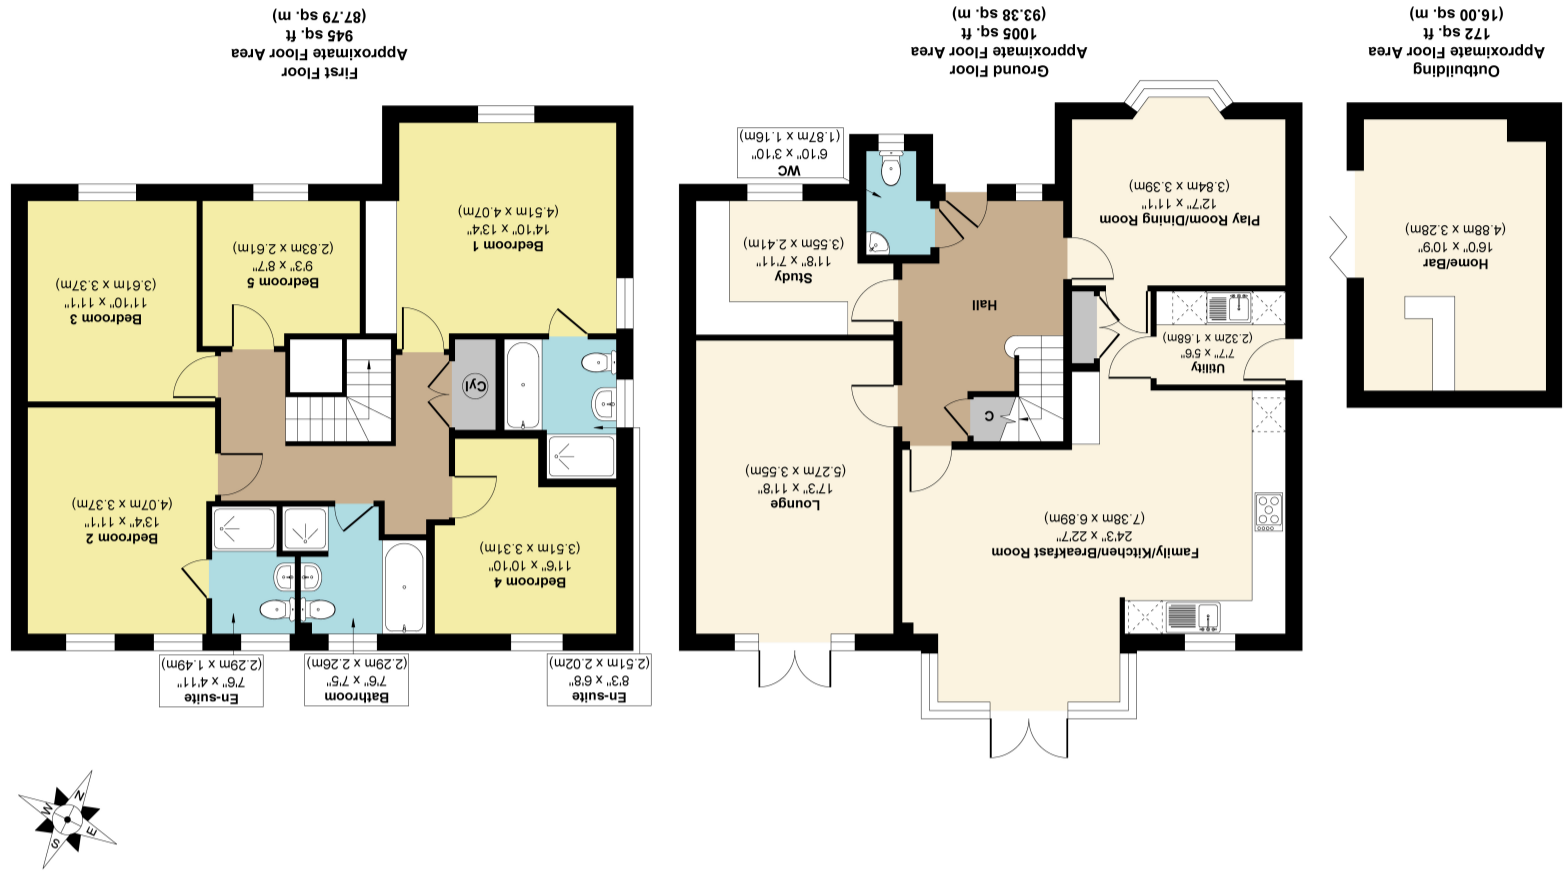 S
E
W
N
Family/Kitchen/Breakfast Room
24'3" x 22'7"
(7.38m x 6.89m)
Lounge
17'3" x 11'8"
(5.27m x 3.55m)
C
Utility
7'7" x 5'6"
(2.32m x 1.68m)
Hall
Study
11'8" x 7'11"
(3.55m x 2.41m)
Play Room/Dining Room
12'7" x 11'1"
(3.84m x 3.39m)
WC
6'10" x 3'10"
(1.87m x 1.16m)
Home/Bar
16'0" x 10'9"
(4.88m x 3.28m)
En-suite
8'3" x 6'8"
(2.51m x 2.02m)
Bathroom
7'6" x 7'5"
(2.29m x 2.26m)
En-suite
7'6" x 4'11"
(2.29m x 1.49m)
Bedroom 4
11'6" x 10'10"
(3.51m x 3.31m)
Bedroom 2
13'4" x 11'1"
(4.07m x 3.37m)
Cyl
Bedroom 1
14'10" x 13'4"
(4.51m x 4.07m)
Bedroom 5
9'3" x 8'7"
(2.83m x 2.61m)
Bedroom 3
11'10" x 11'1"
(3.61m x 3.37m)
Outbuilding
Approximate Floor Area
172 sq. ft
(16.00 sq. m)
Ground Floor
Approximate Floor Area
1005 sq. ft
(93.38 sq. m)
First Floor
Approximate Floor Area
945 sq. ft
(87.79 sq. m)